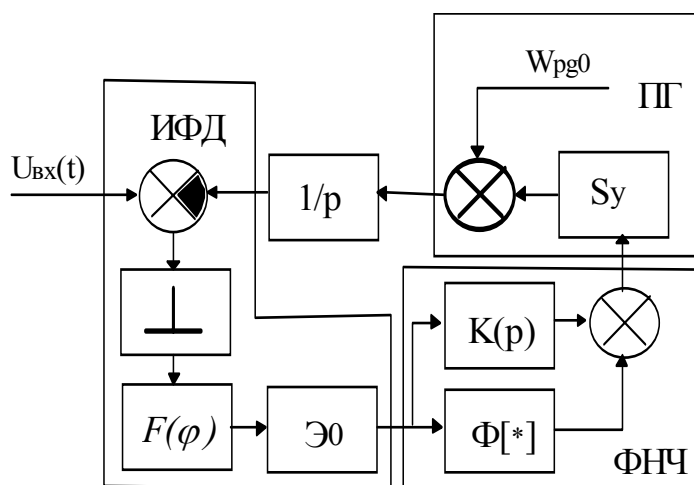 Wpg0
ПГ
ИФД
Uвх(t)
1/p
Sy
K(p)
F(φ)
Э0
Ф[*]
ФНЧ